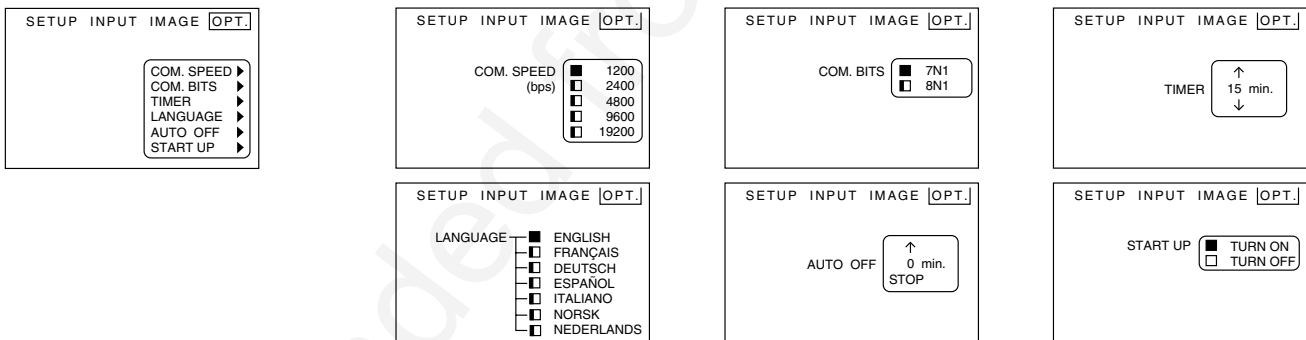 SETUP INPUT IMAGE OPT.
COM. SPEED
COM. BITS
TIMER
LANGUAGE
AUTO OFF
START UP
SETUP INPUT IMAGE OPT.
COM. SPEED 1200
(bps) 2400
4800
9600
19200
SETUP INPUT IMAGE OPT.
COM. BITS 7N1
8N1
SETUP INPUT IMAGE OPT.
TIMER 15 min.
SETUP INPUT IMAGE OPT.
LANGUAGE ENGLISH
FRANÇAIS
DEUTSCH
ESPAÑOL
ITALIANO
NORSK
NEDERLANDS
SETUP INPUT IMAGE OPT.
AUTO OFF 0 min.
STOP
SETUP INPUT IMAGE OPT.
START UP TURN ON
TURN OFF